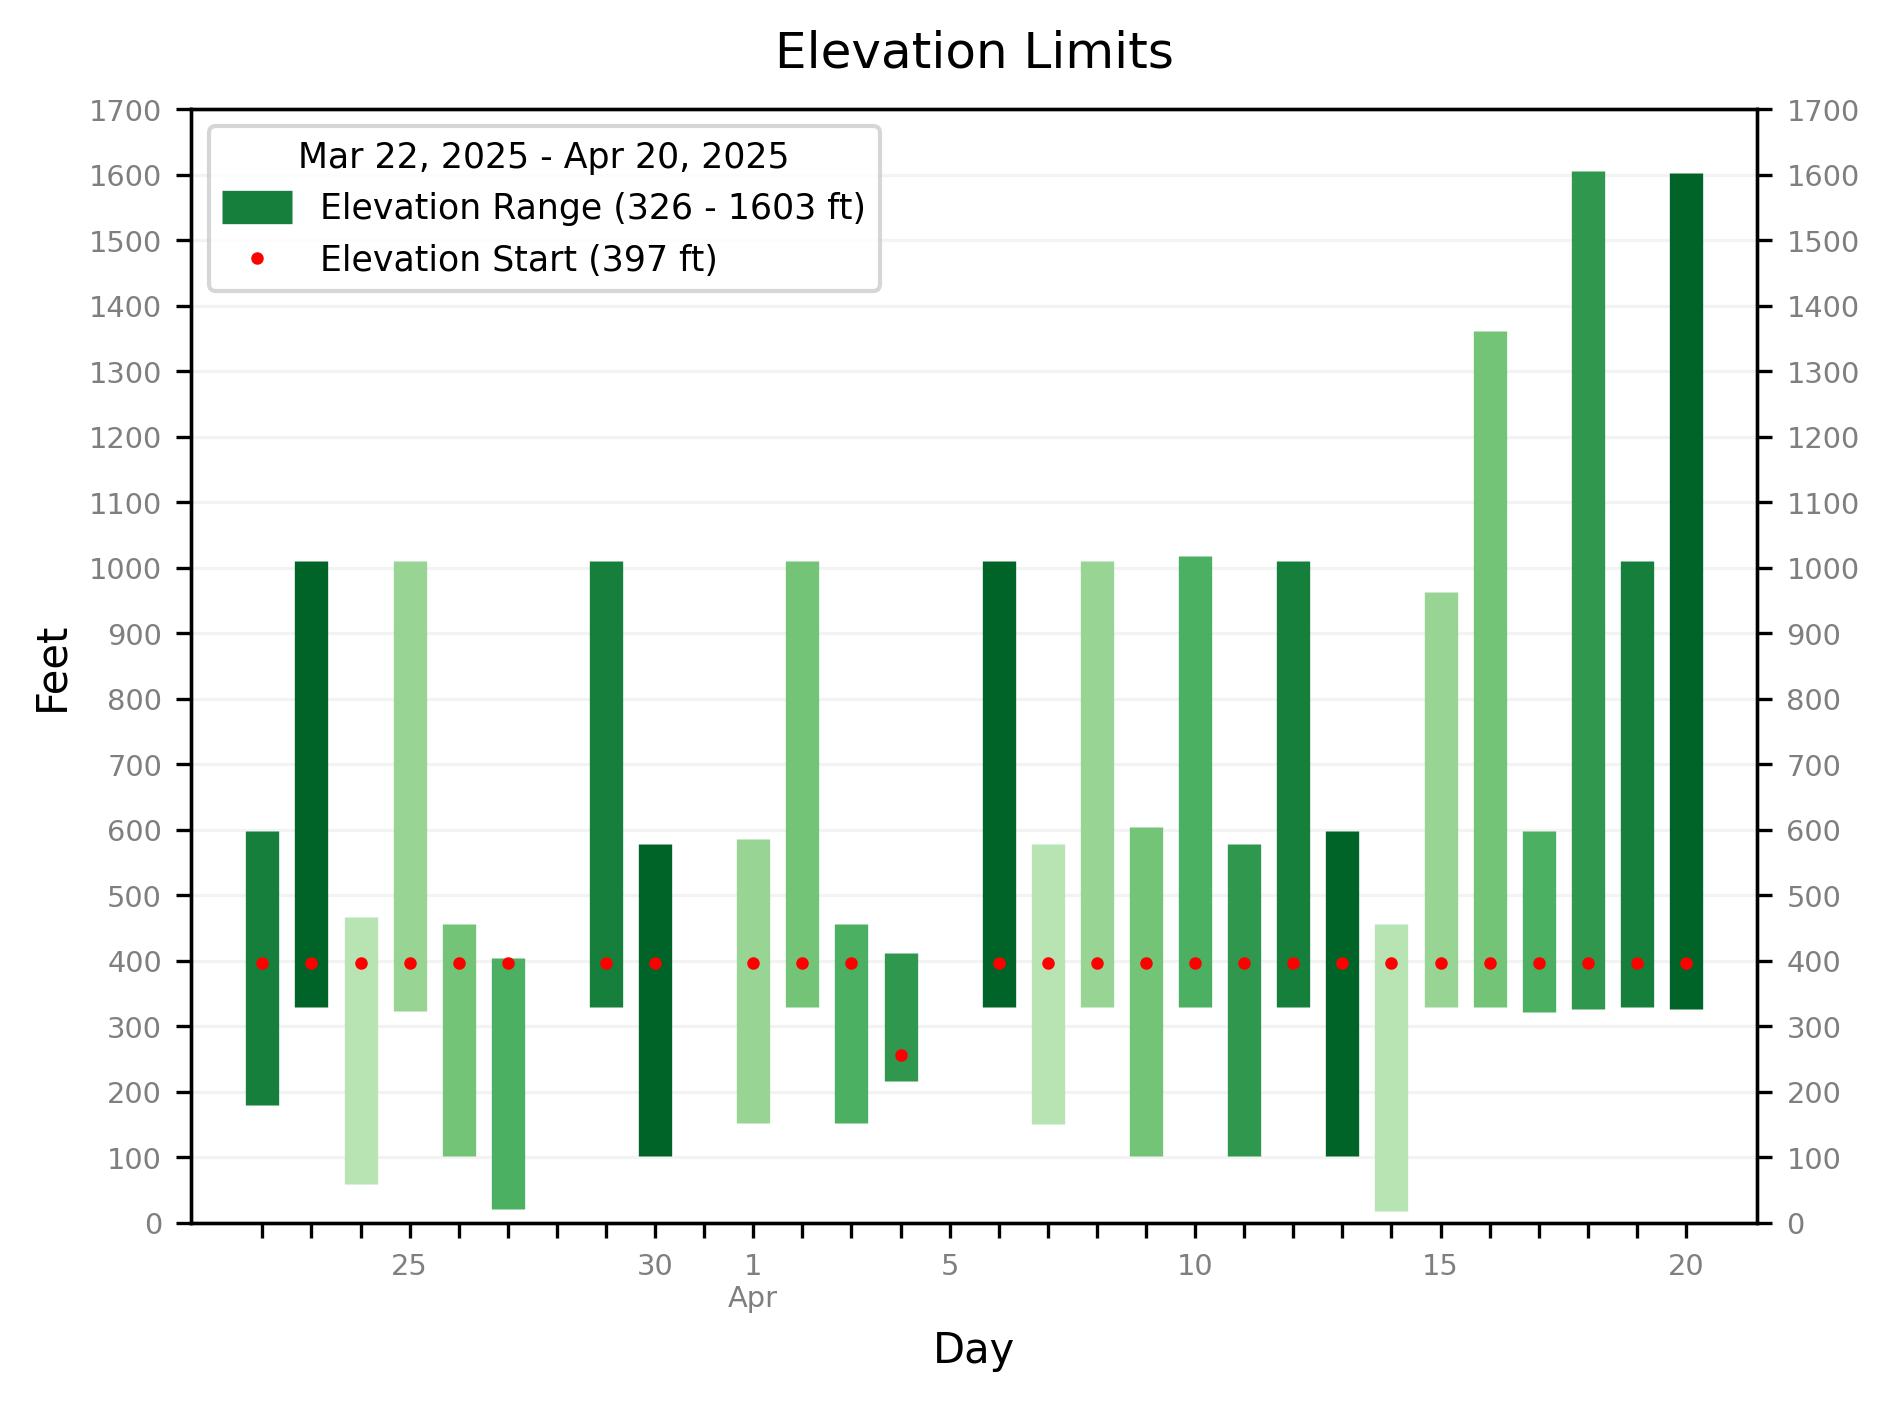 Elevation Limits
Mar 22, 2025 - Apr 20, 2025
Elevation Range (326 - 1603 ft)
Elevation Start (397 ft)
1700 1700
1600 1600
1500 1500
1400 1400
1300 1300
1200 1200
1100 1100
1000 1000
900 900
800 800
700 700
600 600
500 500
400 400
300 300
200 200
100 100
0 0
Feet
25 30 1 5 10 15 20
Apr
Day